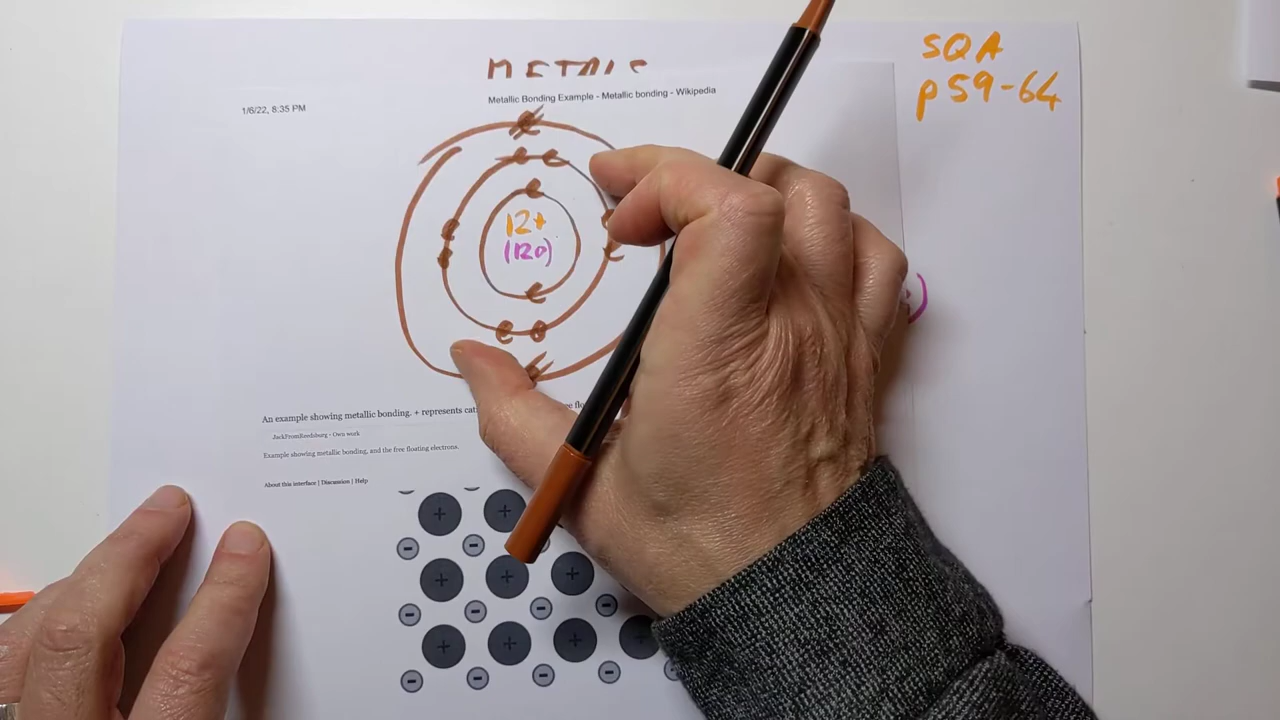 SQA
p59-64
METALS
1/6/22, 8:35 PM
Metallic Bonding Example - Metallic bonding - Wikipedia
12+
(12n)
An example showing metallic bonding. + represents
JackFromReedsburg - Own work
Example showing metallic bonding, and the free floating electrons.
About this interface | Discussion | Help